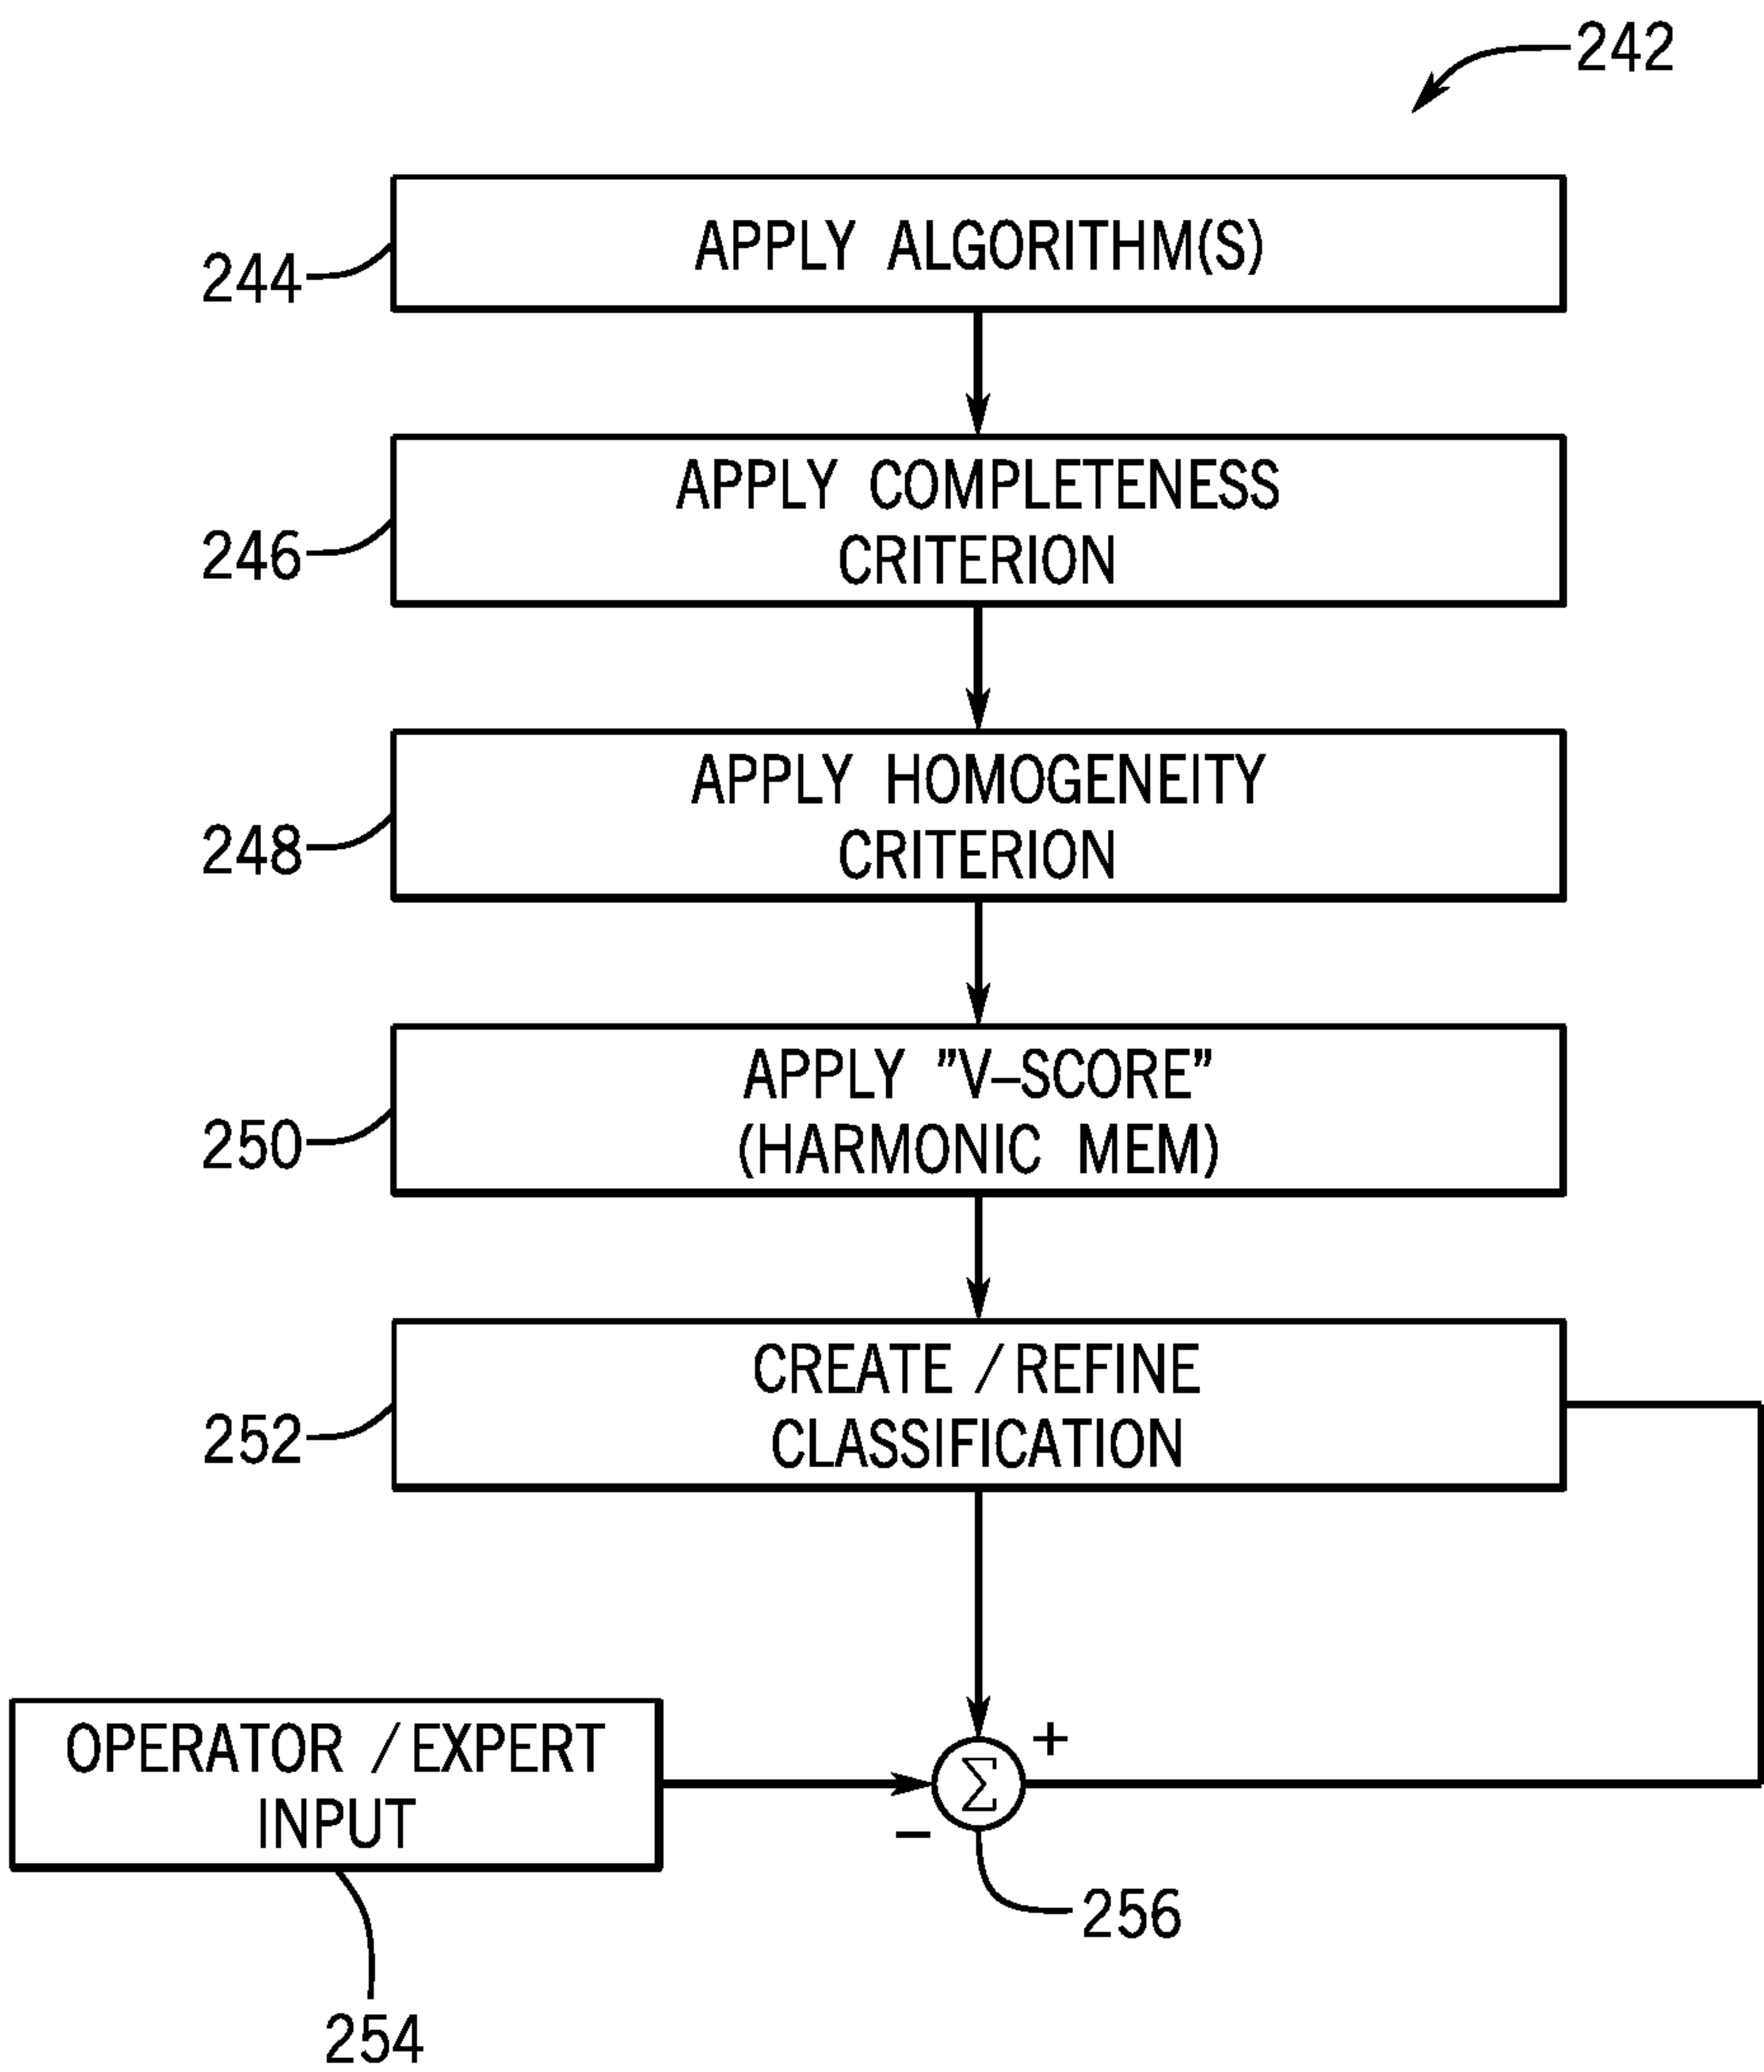 242
APPLY ALGORITHM(S)
244
APPLY COMPLETENESS
CRITERION
246
APPLY HOMOGENEITY
CRITERION
248
APPLY ”V–SCORE”
(HARMONIC MEM)
250
CREATE / REFINE
CLASSIFICATION
252
OPERATOR / EXPERT
INPUT
+
Σ
–
256
254